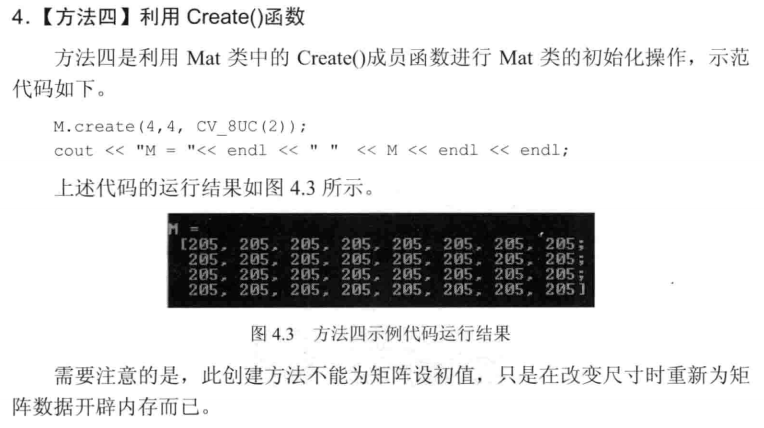 4.【方法四】利用 Create()函数
方法四是利用 Mat 类中的 Create()成员函数进行 Mat 类的初始化操作，示范
代码如下。
M.create(4,4, CV_8UC(2));
cout << "M = "<< endl << " "  << M << endl << endl;
上述代码的运行结果如图 4.3 所示。
M =
[205, 205, 205, 205, 205, 205, 205, 205;
205, 205, 205, 205, 205, 205, 205, 205;
205, 205, 205, 205, 205, 205, 205, 205;
205, 205, 205, 205, 205, 205, 205, 205]
图 4.3 方法四示例代码运行结果
需要注意的是，此创建方法不能为矩阵设初值，只是在改变尺寸时重新为矩
阵数据开辟内存而已。